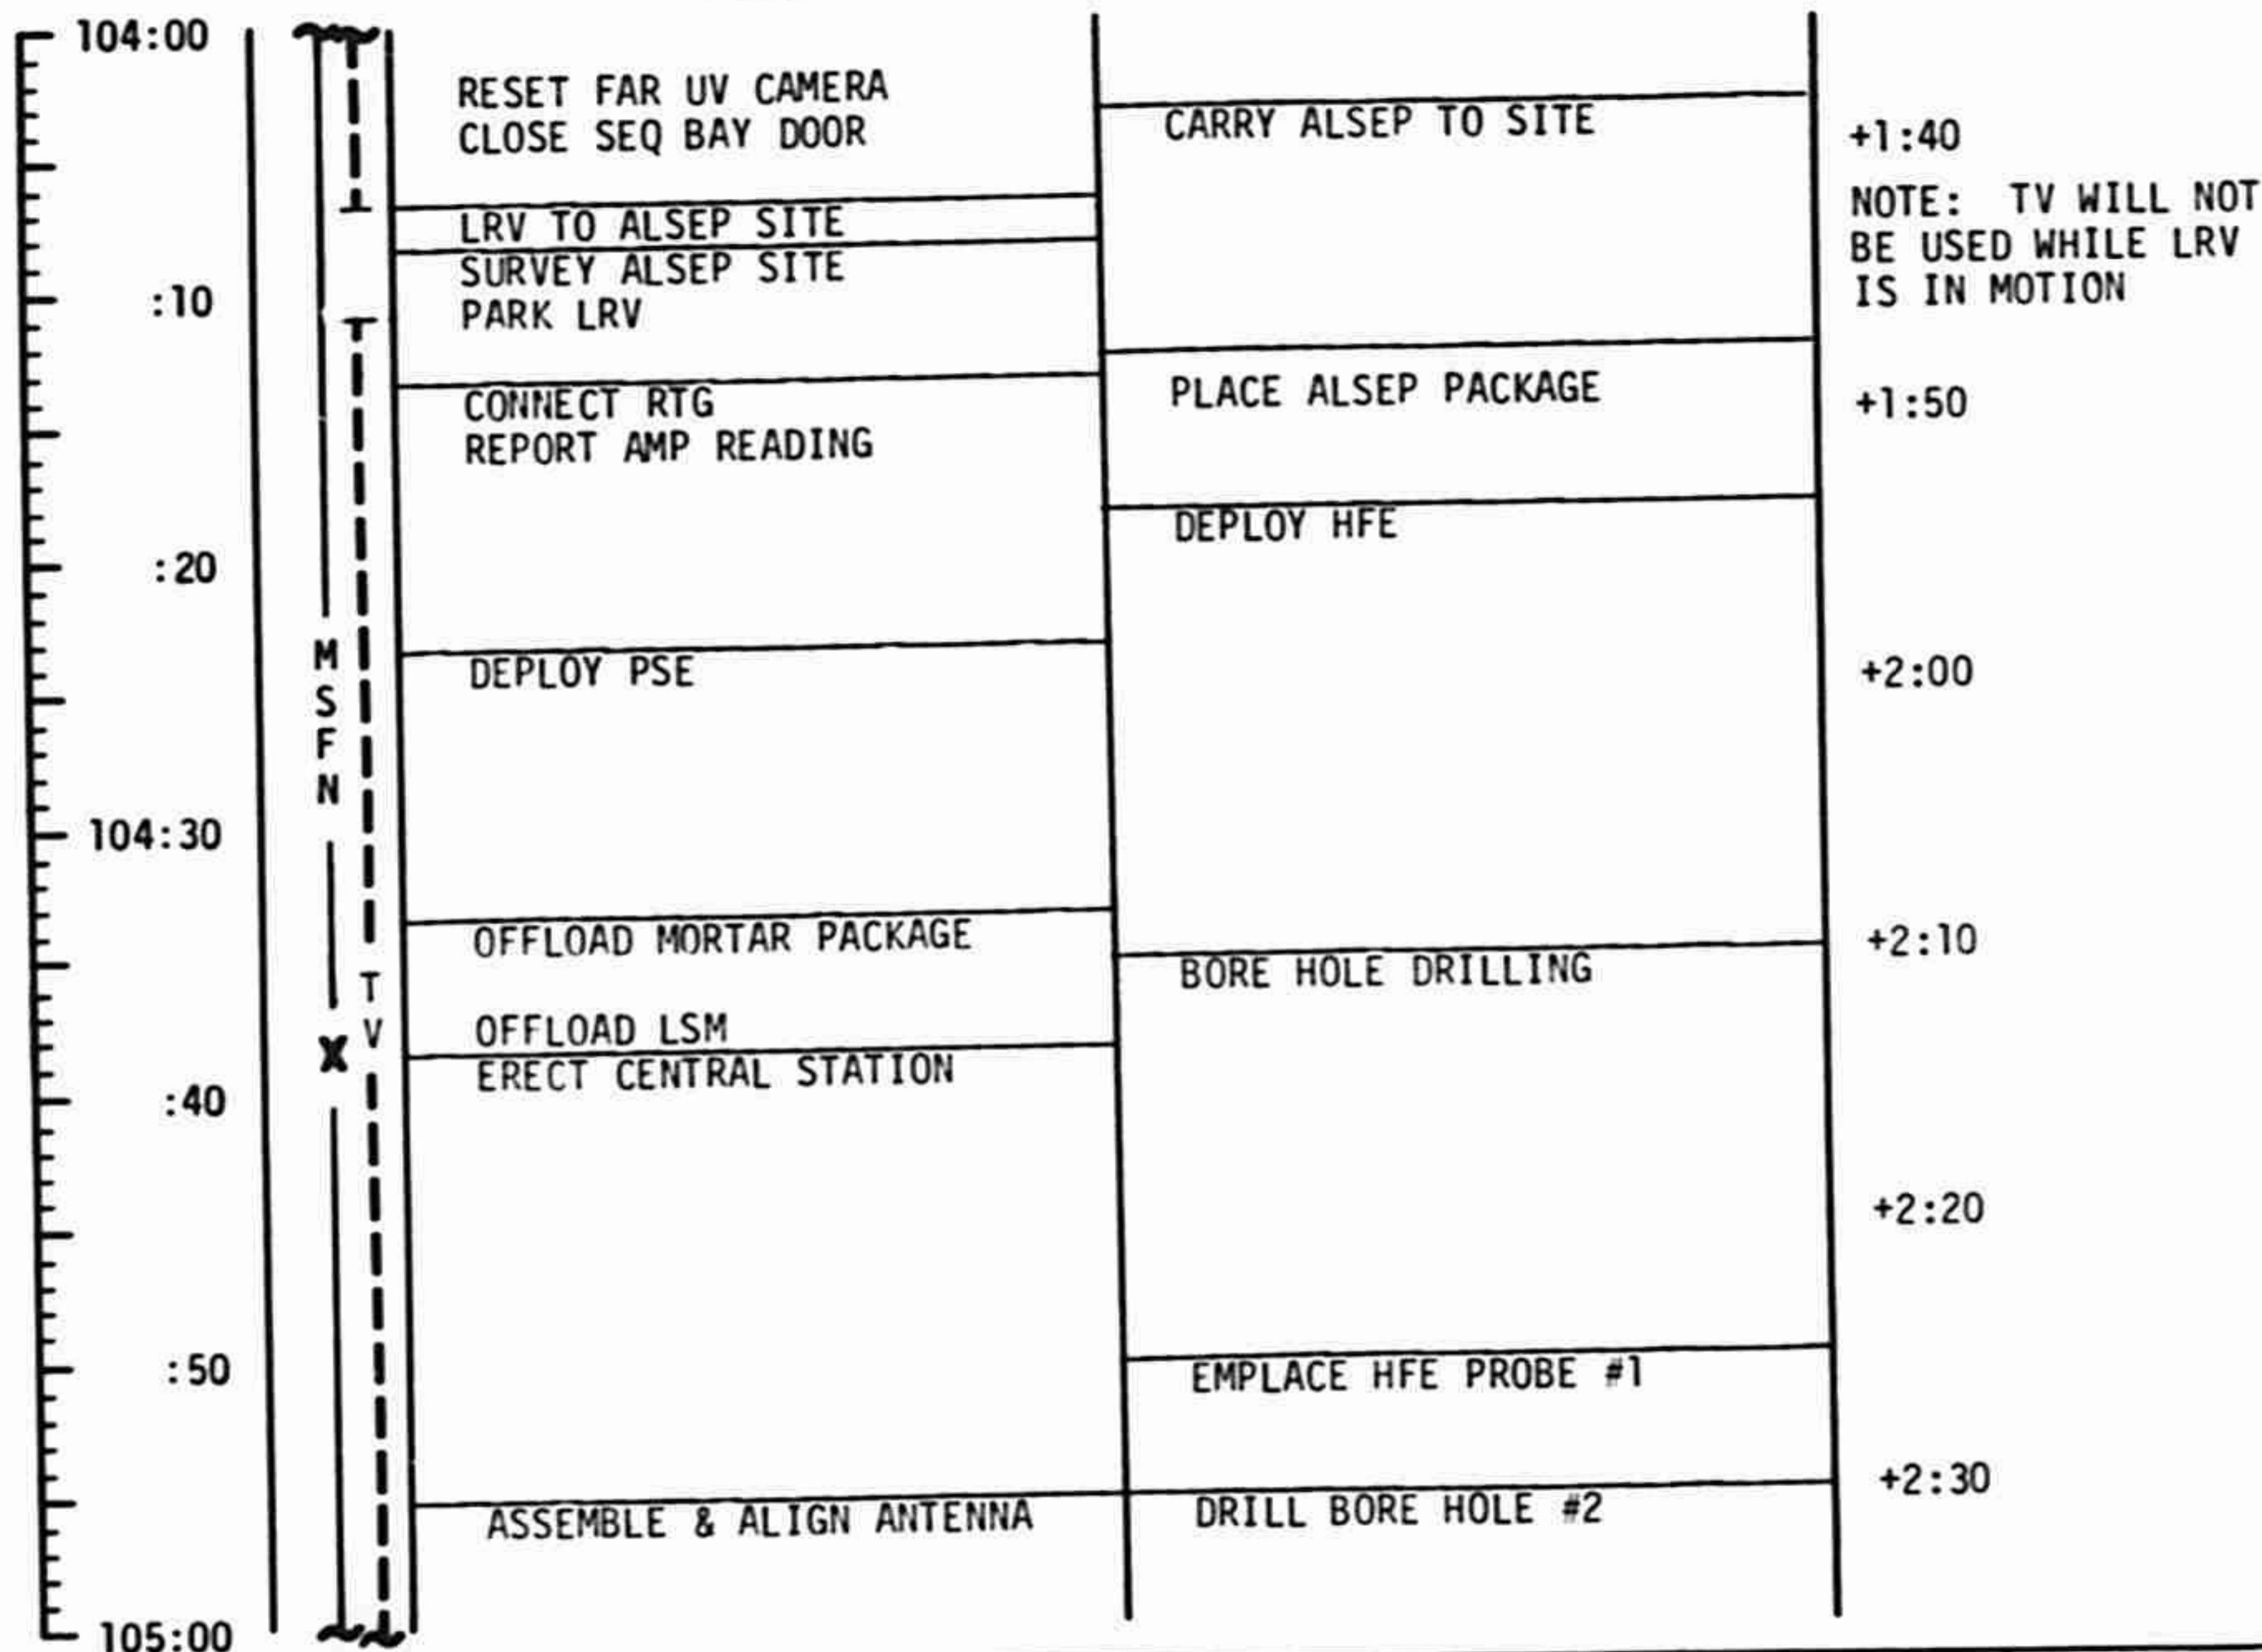 104:00
:10
:20
104:30
:40
:50
105:00
MSFN
X
TV
RESET FAR UV CAMERA
CLOSE SEQ BAY DOOR
LRV TO ALSEP SITE
SURVEY ALSEP SITE
PARK LRV
CONNECT RTG
REPORT AMP READING
DEPLOY PSE
OFFLOAD MORTAR PACKAGE
OFFLOAD LSM
ERECT CENTRAL STATION
ASSEMBLE & ALIGN ANTENNA
CARRY ALSEP TO SITE
PLACE ALSEP PACKAGE
DEPLOY HFE
BORE HOLE DRILLING
EMPLACE HFE PROBE #1
DRILL BORE HOLE #2
+1:40
NOTE: TV WILL NOT
BE USED WHILE LRV
IS IN MOTION
+1:50
+2:00
+2:10
+2:20
+2:30